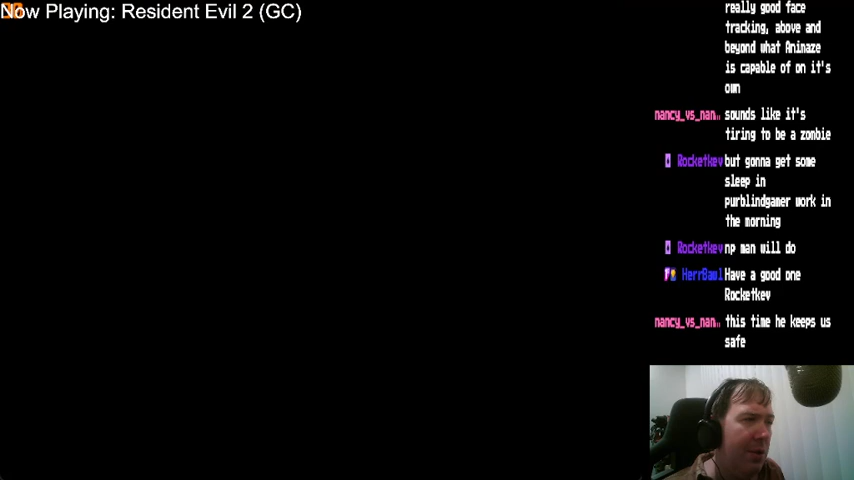 Now Playing: Resident Evil 2 (GC)
really good face
tracking, above and
beyond what Animaze
is capable of on it's
own
nancy_vs_nan.. sounds like it's
tiring to be a zombie
Rocketkev but gonna get some
sleep in
purblindgamer work in
the morning
Rocketkev np man will do
HerrBawl Have a good one
Rocketkev
nancy_vs_nan.. this time he keeps us
safe